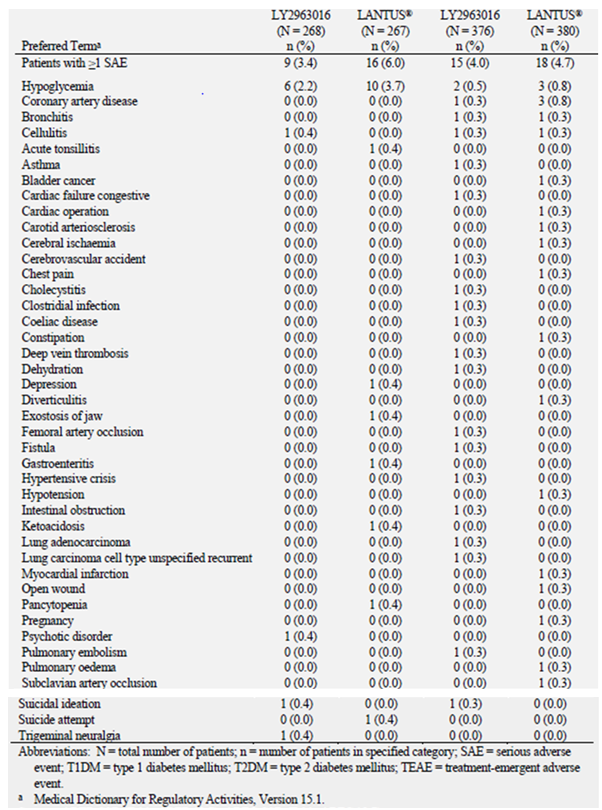 LY2963016 LANTUS® LY2963016 LANTUS®
(N = 268) (N = 267) (N = 376) (N = 380)
Preferred Termᵃ n (%) n (%) n (%) n (%)
Patients with ≥1 SAE 9 (3.4) 16 (6.0) 15 (4.0) 18 (4.7)
Hypoglycemia 6 (2.2) 10 (3.7) 2 (0.5) 3 (0.8)
Coronary artery disease 0 (0.0) 0 (0.0) 1 (0.3) 3 (0.8)
Bronchitis 0 (0.0) 0 (0.0) 1 (0.3) 1 (0.3)
Cellulitis 1 (0.4) 0 (0.0) 1 (0.3) 1 (0.3)
Acute tonsillitis 0 (0.0) 1 (0.4) 0 (0.0) 0 (0.0)
Asthma 0 (0.0) 0 (0.0) 1 (0.3) 0 (0.0)
Bladder cancer 0 (0.0) 0 (0.0) 0 (0.0) 1 (0.3)
Cardiac failure congestive 0 (0.0) 0 (0.0) 1 (0.3) 0 (0.0)
Cardiac operation 0 (0.0) 0 (0.0) 0 (0.0) 1 (0.3)
Carotid arteriosclerosis 0 (0.0) 0 (0.0) 0 (0.0) 1 (0.3)
Cerebral ischaemia 0 (0.0) 0 (0.0) 0 (0.0) 1 (0.3)
Cerebrovascular accident 0 (0.0) 0 (0.0) 1 (0.3) 0 (0.0)
Chest pain 0 (0.0) 0 (0.0) 0 (0.0) 1 (0.3)
Cholecystitis 0 (0.0) 0 (0.0) 1 (0.3) 0 (0.0)
Clostridial infection 0 (0.0) 0 (0.0) 1 (0.3) 0 (0.0)
Coeliac disease 0 (0.0) 0 (0.0) 1 (0.3) 0 (0.0)
Constipation 0 (0.0) 0 (0.0) 0 (0.0) 1 (0.3)
Deep vein thrombosis 0 (0.0) 0 (0.0) 1 (0.3) 0 (0.0)
Dehydration 0 (0.0) 0 (0.0) 1 (0.3) 0 (0.0)
Depression 0 (0.0) 1 (0.4) 0 (0.0) 0 (0.0)
Diverticulitis 0 (0.0) 0 (0.0) 0 (0.0) 1 (0.3)
Exostosis of jaw 0 (0.0) 1 (0.4) 0 (0.0) 0 (0.0)
Femoral artery occlusion 0 (0.0) 0 (0.0) 1 (0.3) 0 (0.0)
Fistula 0 (0.0) 0 (0.0) 1 (0.3) 0 (0.0)
Gastroenteritis 0 (0.0) 1 (0.4) 0 (0.0) 0 (0.0)
Hypertensive crisis 0 (0.0) 0 (0.0) 1 (0.3) 0 (0.0)
Hypotension 0 (0.0) 0 (0.0) 0 (0.0) 1 (0.3)
Intestinal obstruction 0 (0.0) 0 (0.0) 1 (0.3) 0 (0.0)
Ketoacidosis 0 (0.0) 1 (0.4) 0 (0.0) 0 (0.0)
Lung adenocarcinoma 0 (0.0) 0 (0.0) 1 (0.3) 0 (0.0)
Lung carcinoma cell type unspecified recurrent 0 (0.0) 0 (0.0) 1 (0.3) 0 (0.0)
Myocardial infarction 0 (0.0) 0 (0.0) 0 (0.0) 1 (0.3)
Open wound 0 (0.0) 0 (0.0) 0 (0.0) 1 (0.3)
Pancytopenia 0 (0.0) 1 (0.4) 0 (0.0) 0 (0.0)
Pregnancy 0 (0.0) 0 (0.0) 0 (0.0) 1 (0.3)
Psychotic disorder 1 (0.4) 0 (0.0) 0 (0.0) 0 (0.0)
Pulmonary embolism 0 (0.0) 0 (0.0) 1 (0.3) 0 (0.0)
Pulmonary oedema 0 (0.0) 0 (0.0) 0 (0.0) 1 (0.3)
Subclavian artery occlusion 0 (0.0) 0 (0.0) 0 (0.0) 1 (0.3)
Suicidal ideation 1 (0.4) 0 (0.0) 1 (0.3) 0 (0.0)
Suicide attempt 0 (0.0) 1 (0.4) 0 (0.0) 0 (0.0)
Trigeminal neuralgia 1 (0.4) 0 (0.0) 0 (0.0) 0 (0.0)
Abbreviations: N = total number of patients; n = number of patients in specified category; SAE = serious adverse
event; T1DM = type 1 diabetes mellitus; T2DM = type 2 diabetes mellitus; TEAE = treatment-emergent adverse
event.
ᵃ Medical Dictionary for Regulatory Activities, Version 15.1.